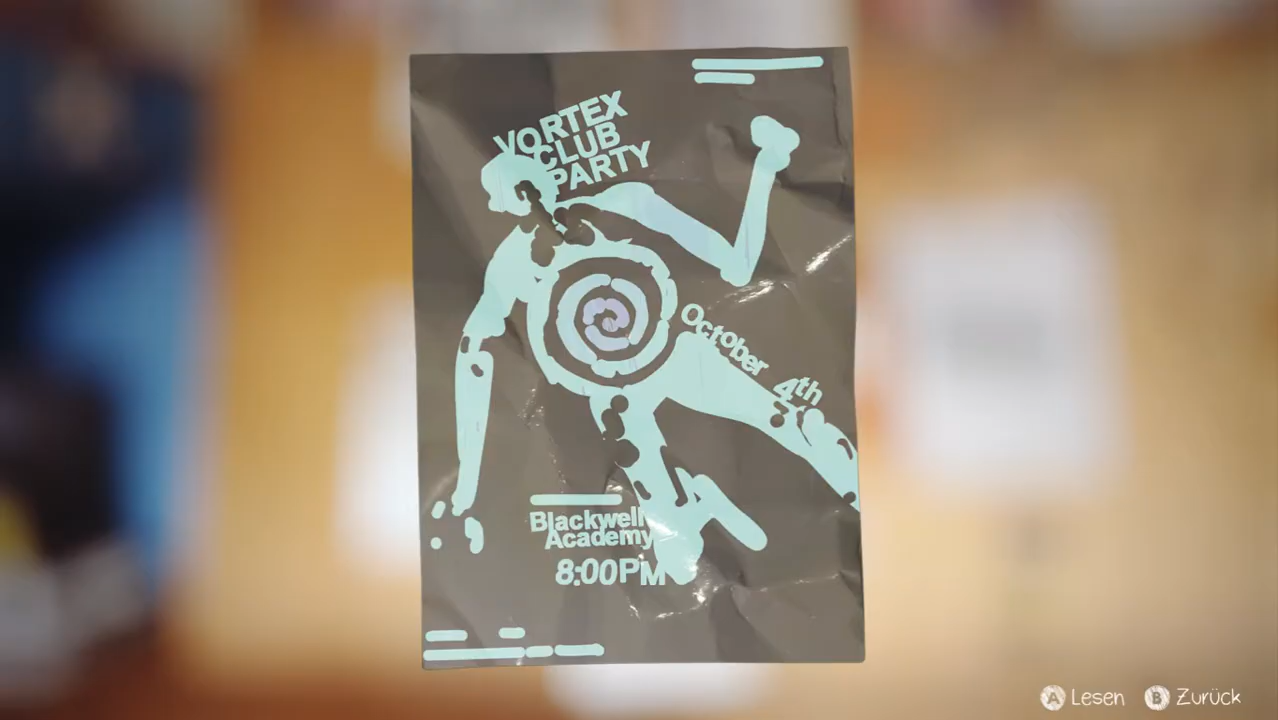 VORTEX
CLUB
PARTY
October 4th
Blackwell
Academy
8:00PM
A Lesen B Zurück